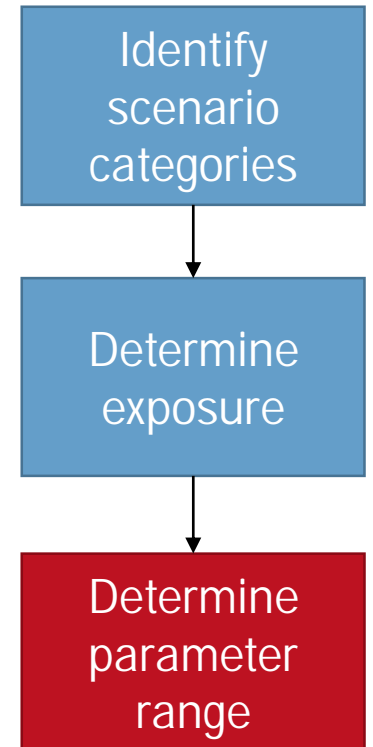 Identify
scenario
categories
Determine
exposure
Determine
parameter
range